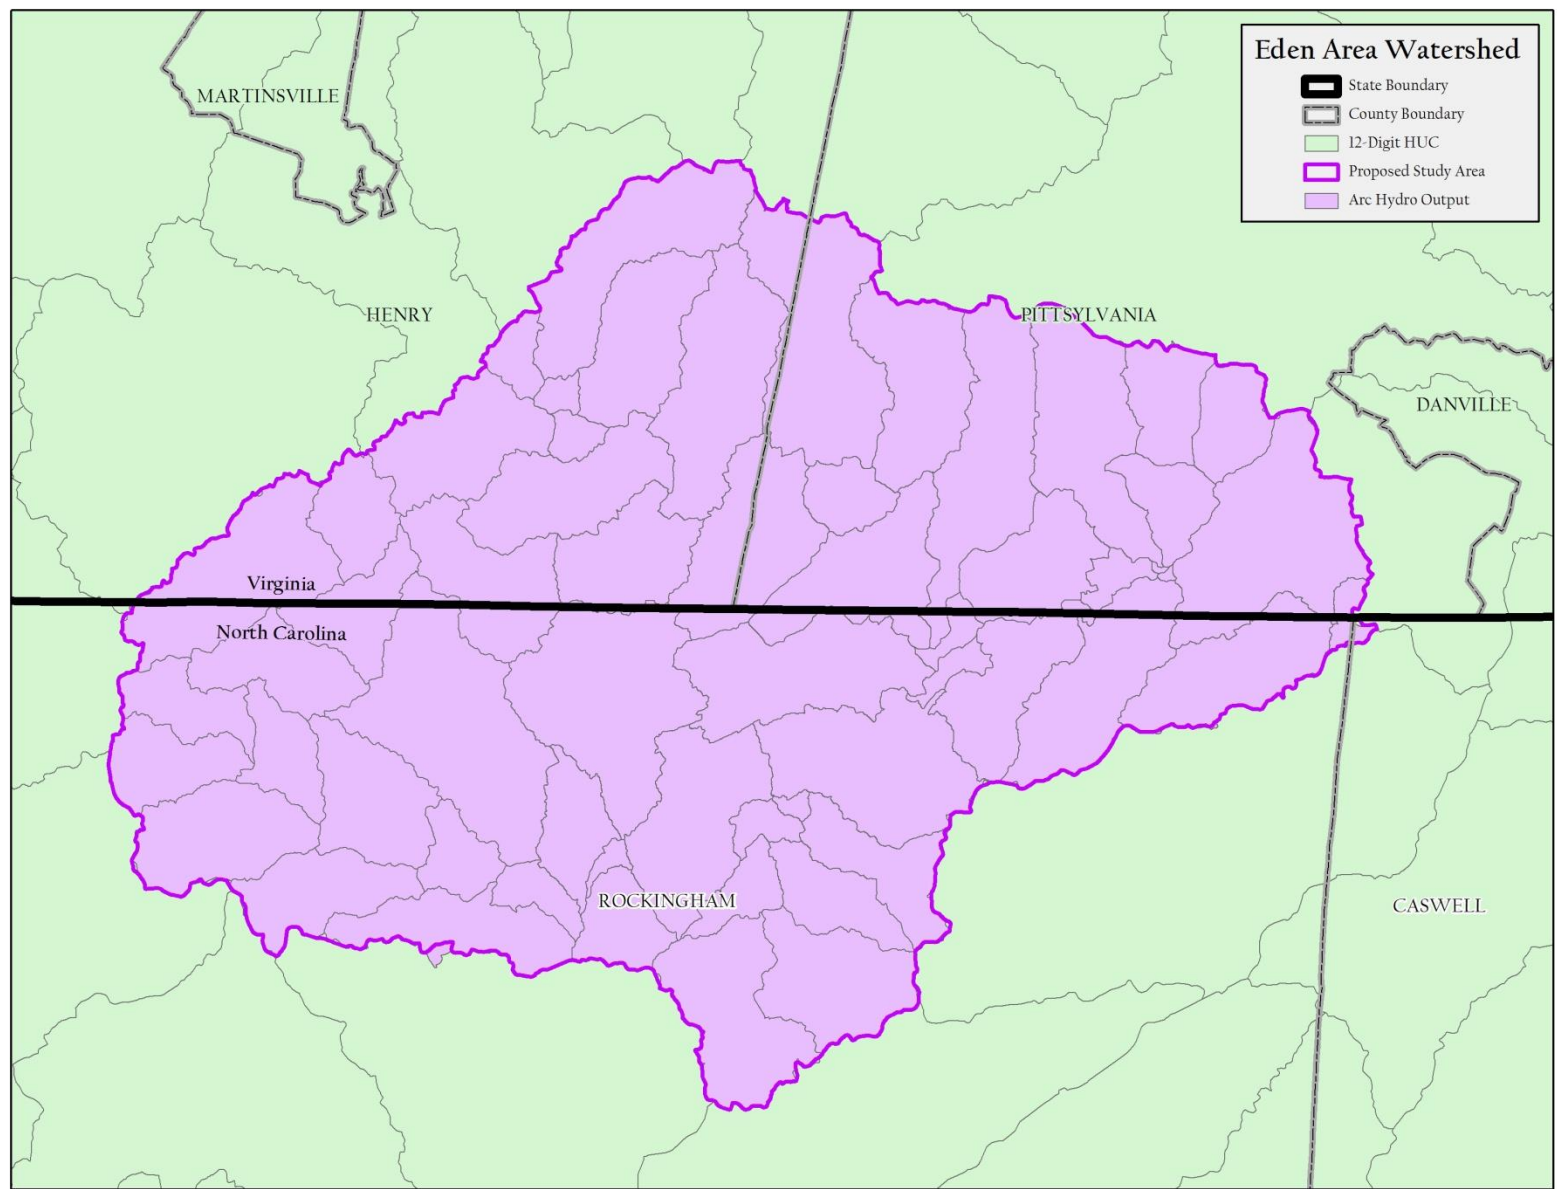 Eden Area Watershed
State Boundary
County Boundary
12-Digit HUC
Proposed Study Area
Arc Hydro Output
MARTINSVILLE
HENRY
PITTSYLVANIA
DANVILLE
Virginia
North Carolina
ROCKINGHAM
CASWELL